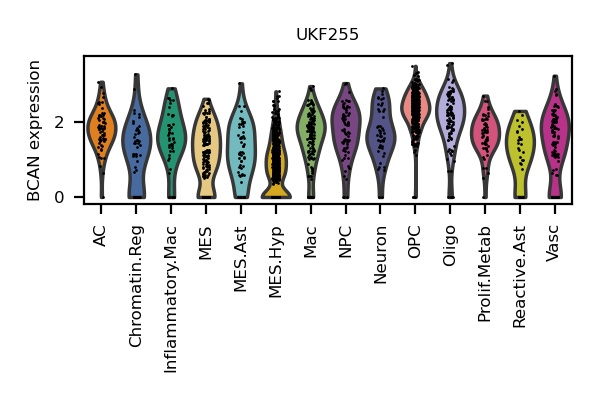 UKF255
BCAN expression
2
0
AC
Chromatin.Reg
Inflammatory.Mac
MES
MES.Ast
MES.Hyp
Mac
NPC
Neuron
OPC
Oligo
Prolif.Metab
Reactive.Ast
Vasc